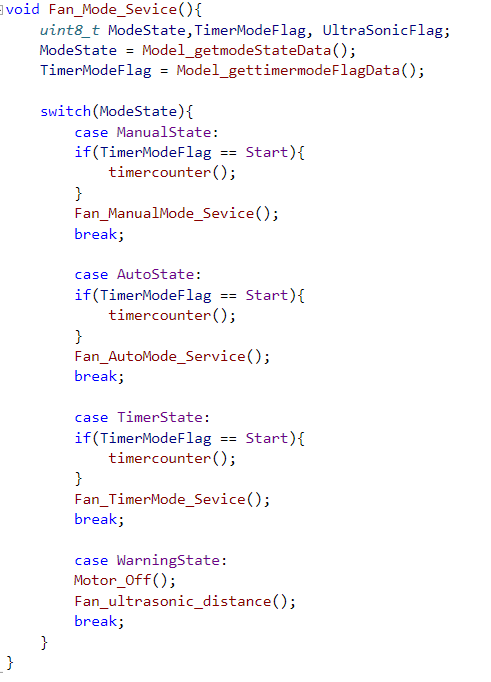 void Fan_Mode_Sevice(){
    uint8_t ModeState,TimerModeFlag, UltraSonicFlag;
    ModeState = Model_getmodeStateData();
    TimerModeFlag = Model_gettimermodeFlagData();

    switch(ModeState){
        case ManualState:
        if(TimerModeFlag == Start){
            timercounter();
        }
        Fan_ManualMode_Sevice();
        break;

        case AutoState:
        if(TimerModeFlag == Start){
            timercounter();
        }
        Fan_AutoMode_Service();
        break;

        case TimerState:
        if(TimerModeFlag == Start){
            timercounter();
        }
        Fan_TimerMode_Sevice();
        break;

        case WarningState:
        Motor_Off();
        Fan_ultrasonic_distance();
        break;
    }
}